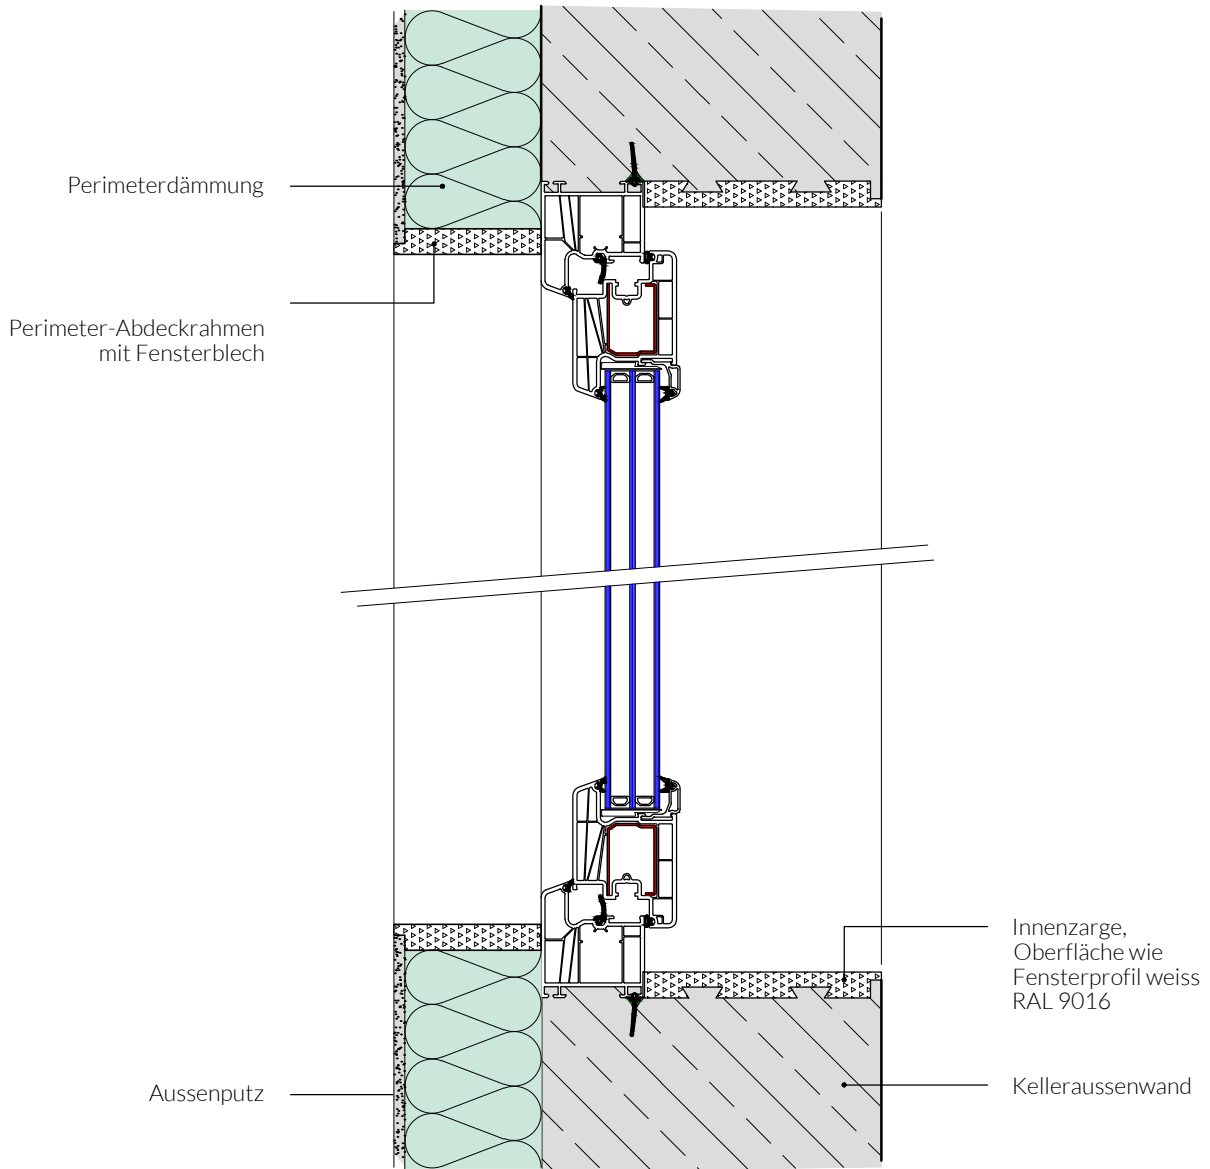 Perimeterdämmung
Perimeter-Abdeckrahmen
mit Fensterblech
Innenzarge,
Oberfläche wie
Fensterprofil weiss
RAL 9016
Kelleraussenwand
Aussenputz